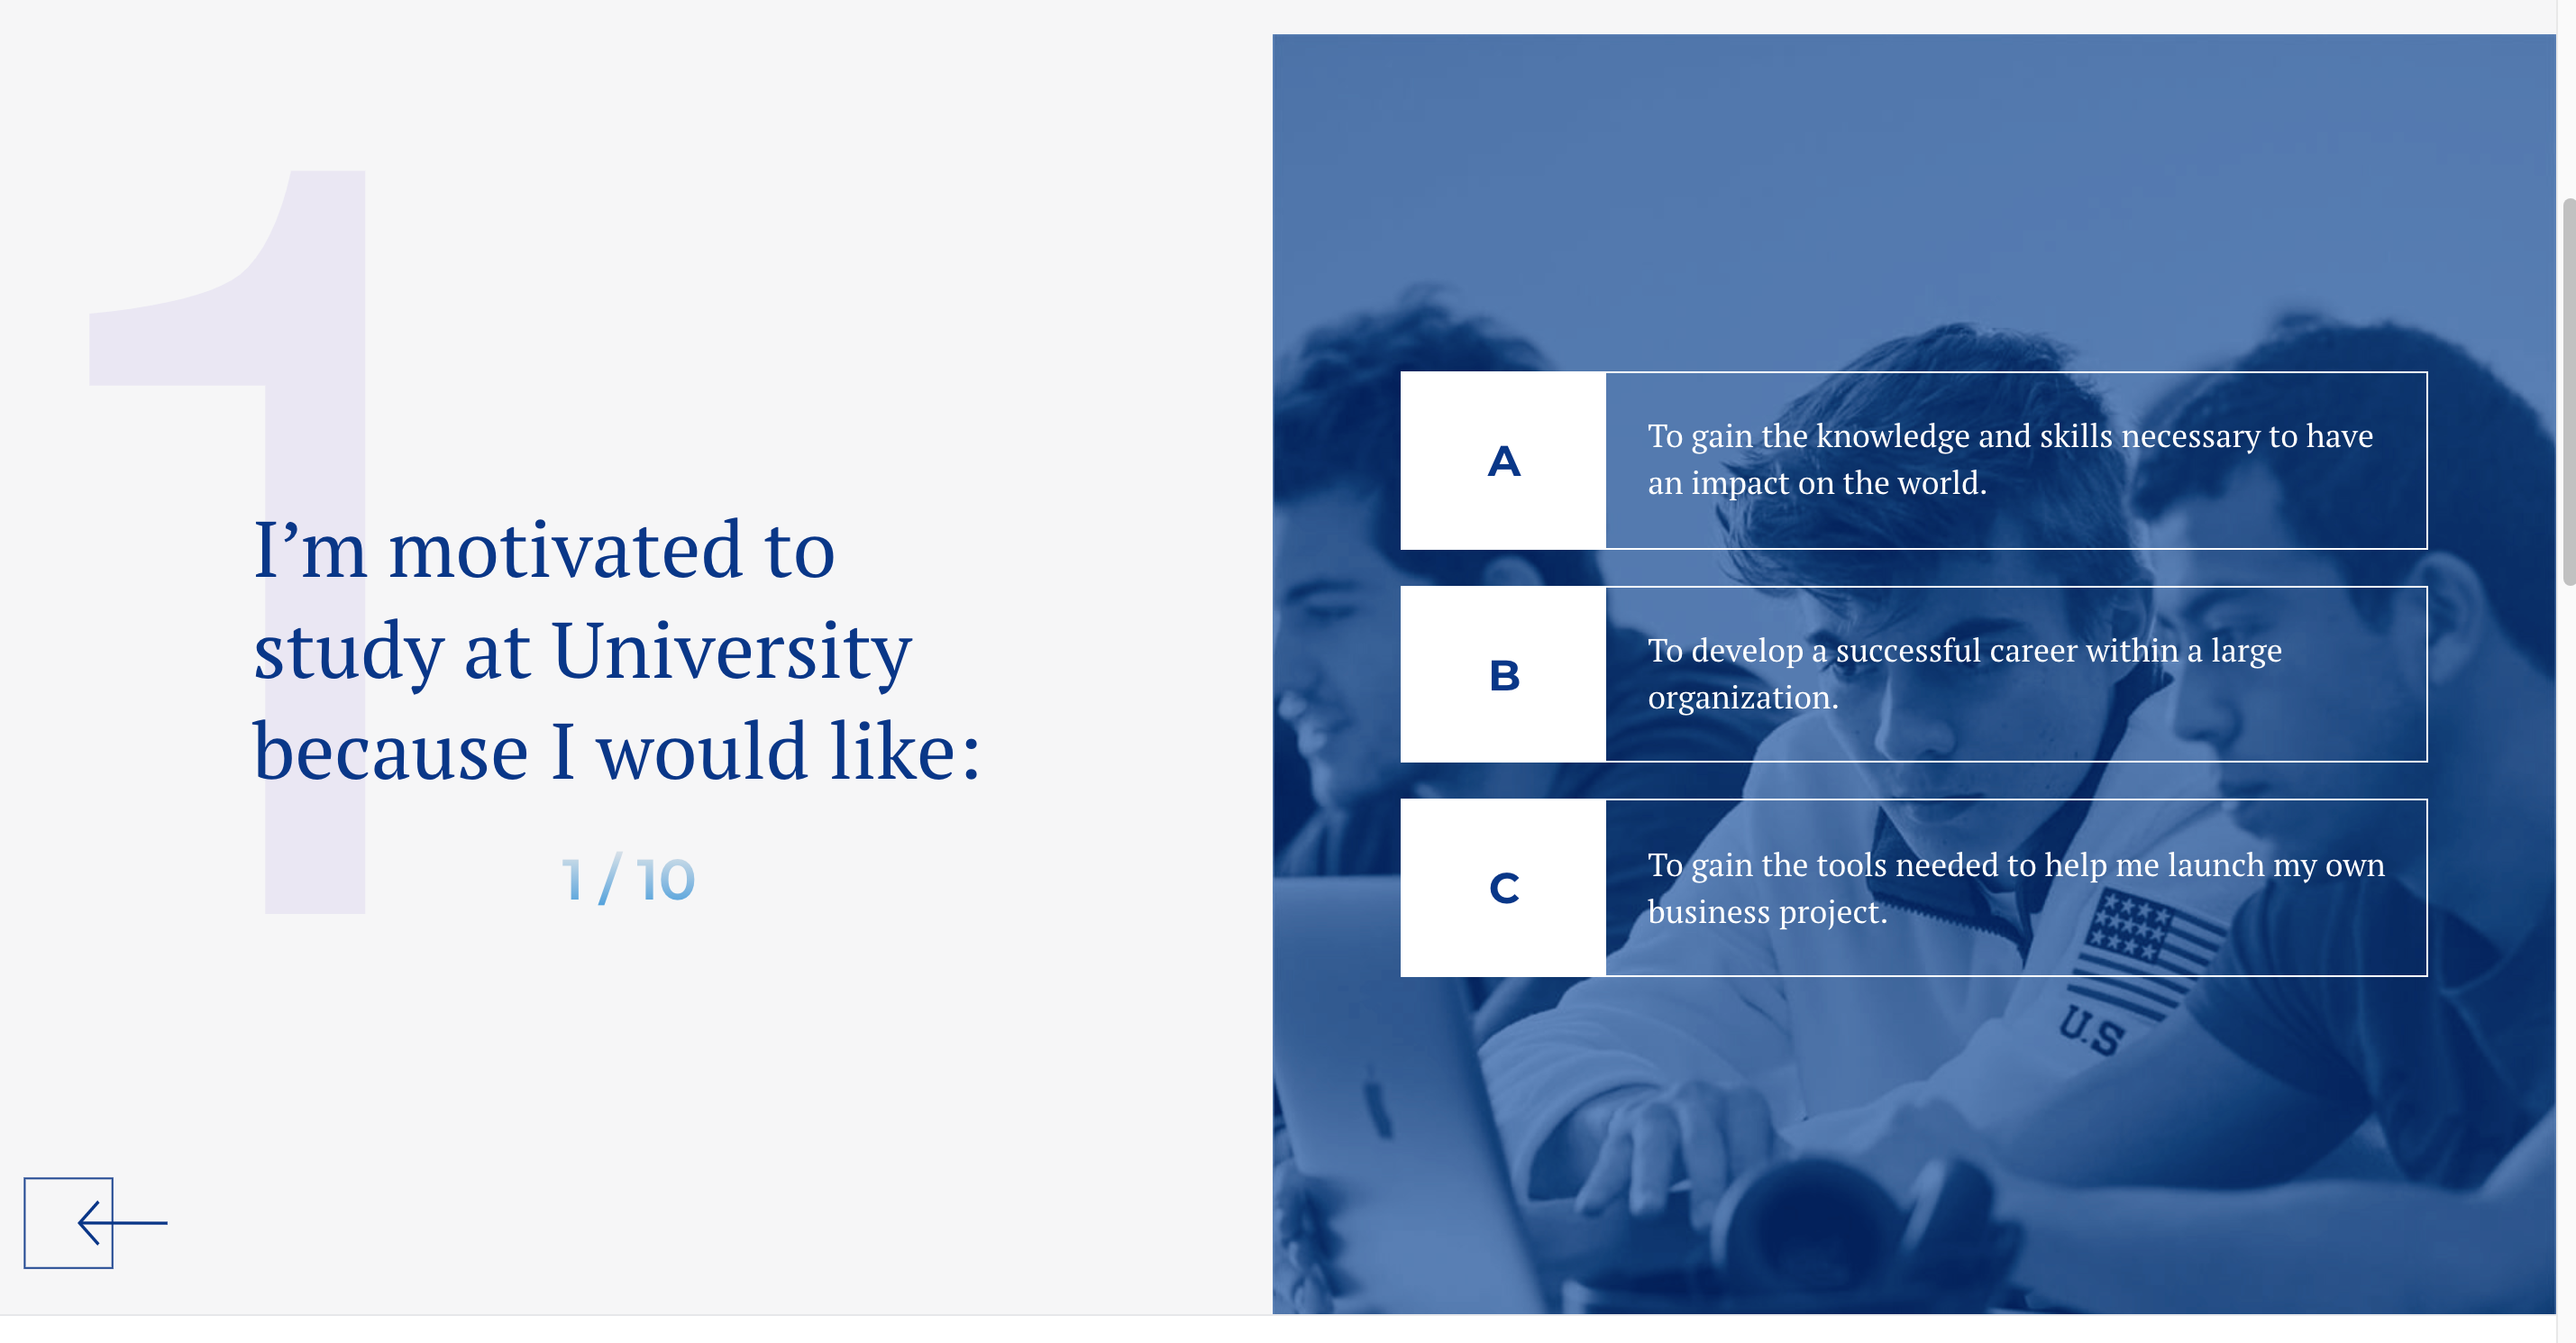 1
I’m motivated to
study at University
because I would like:
1 / 10
A
To gain the knowledge and skills necessary to have
an impact on the world.
B
To develop a successful career within a large
organization.
C
To gain the tools needed to help me launch my own
business project.
U.S